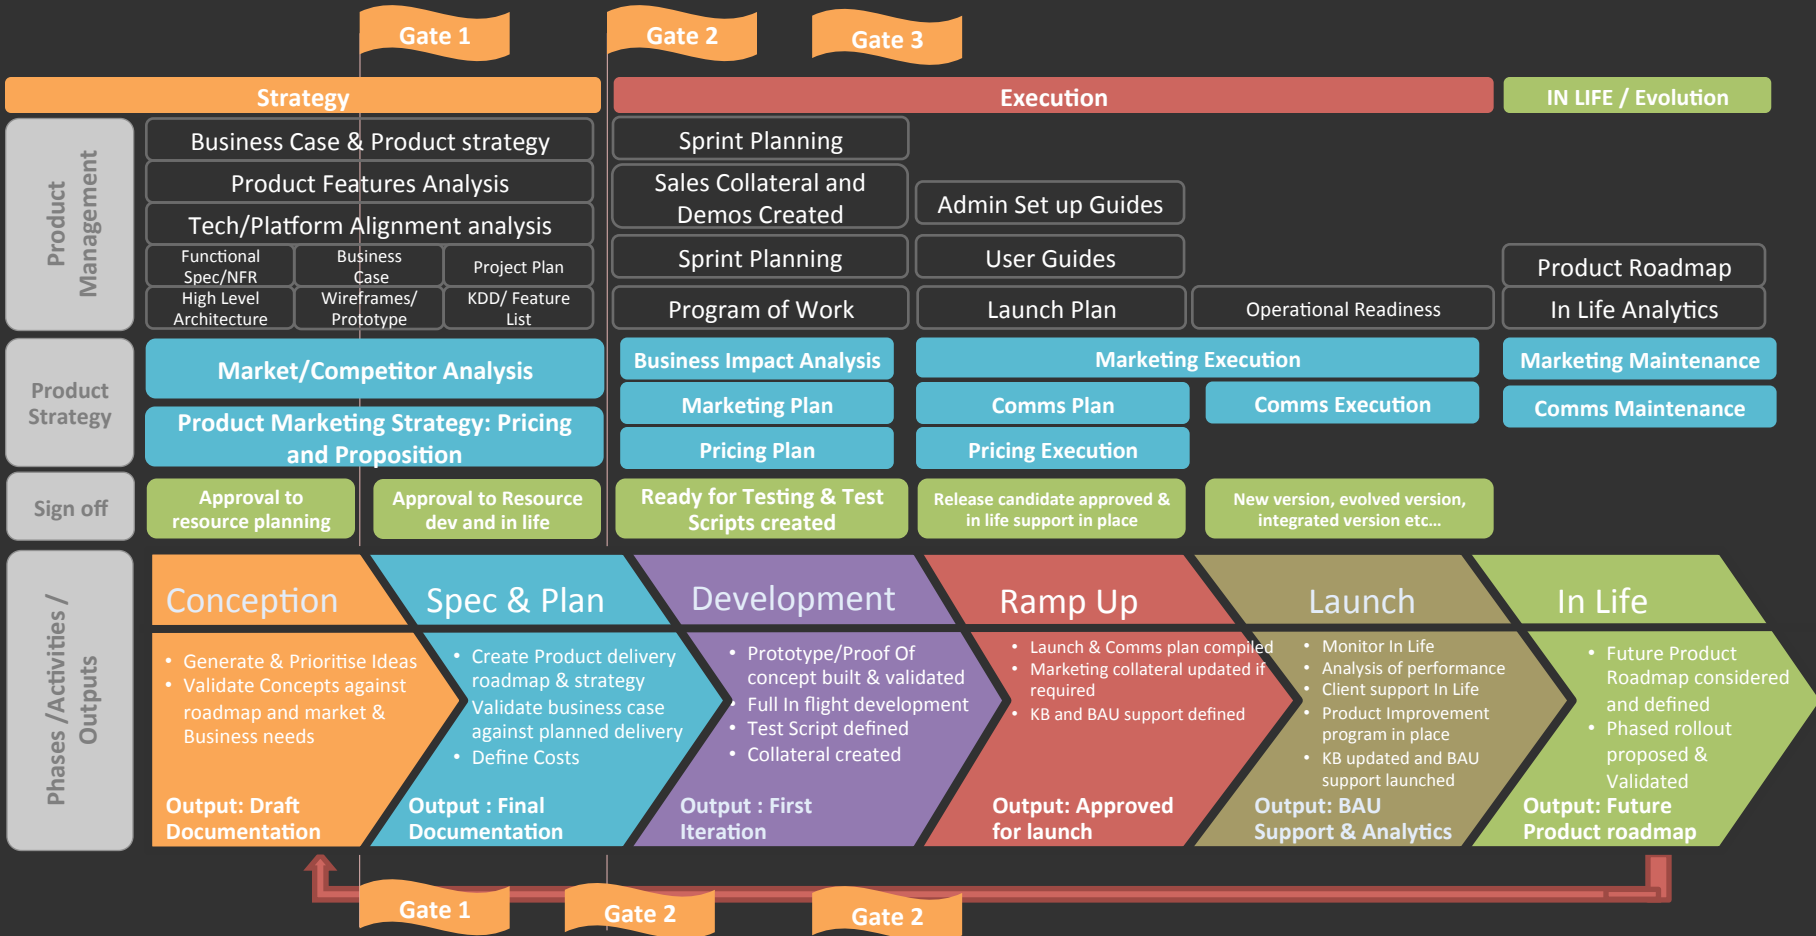 Gate 1
Gate 2
Gate 3
Strategy
Execution
IN LIFE / Evolution
Product
Management
Business Case & Product strategy
Product Features Analysis
Tech/Platform Alignment analysis
Functional
Spec/NFR
Business
Case
Project Plan
High Level
Architecture
Wireframes/
Prototype
KDD/ Feature
List
Sprint Planning
Sales Collateral and
Demos Created
Sprint Planning
Program of Work
Admin Set up Guides
User Guides
Launch Plan
Operational Readiness
Product Roadmap
In Life Analytics
Product
Strategy
Market/Competitor Analysis
Product Marketing Strategy: Pricing
and Proposition
Business Impact Analysis
Marketing Plan
Pricing Plan
Marketing Execution
Comms Plan
Comms Execution
Pricing Execution
Marketing Maintenance
Comms Maintenance
Sign off
Approval to
resource planning
Approval to Resource
dev and in life
Ready for Testing & Test
Scripts created
Release candidate approved &
in life support in place
New version, evolved version,
integrated version etc...
Phases /Activities /
Outputs
Conception
• Generate & Prioritise Ideas
• Validate Concepts against
roadmap and market &
Business needs
Output: Draft
Documentation
Spec & Plan
• Create Product delivery
roadmap & strategy
• Validate business case
against planned delivery
• Define Costs
Output : Final
Documentation
Development
• Prototype/Proof Of
concept built & validated
• Full In flight development
• Test Script defined
• Collateral created
Output : First
Iteration
Ramp Up
• Launch & Comms plan compiled
• Marketing collateral updated if
required
• KB and BAU support defined
Output: Approved
for launch
Launch
• Monitor In Life
• Analysis of performance
• Client support In Life
• Product Improvement
program in place
• KB updated and BAU
support launched
Output: BAU
Support & Analytics
In Life
• Future Product
Roadmap considered
and defined
• Phased rollout
proposed &
Validated
Output: Future
Product roadmap
Gate 1
Gate 2
Gate 2